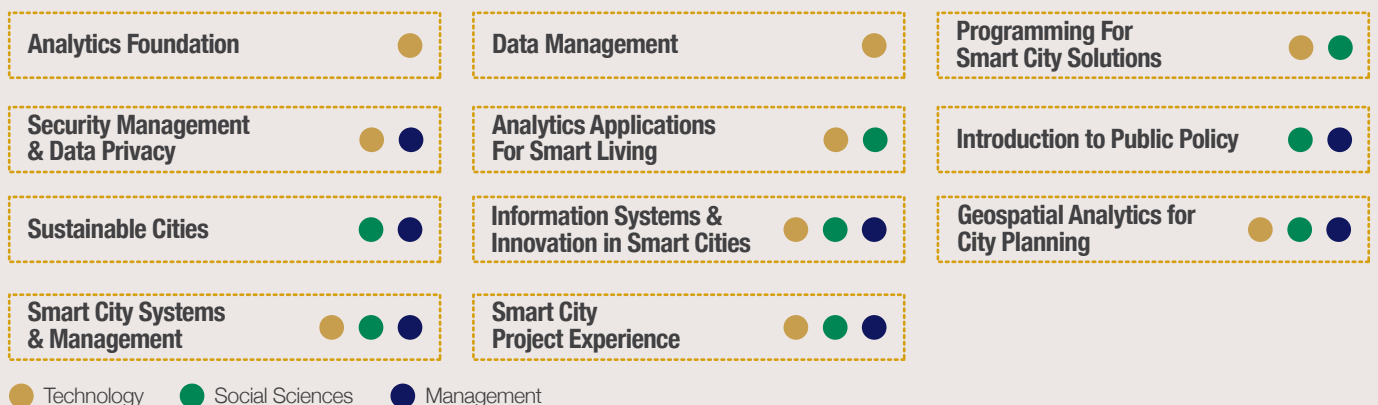 Analytics Foundation
Data Management
Programming For
Smart City Solutions
Security Management
& Data Privacy
Analytics Applications
For Smart Living
Introduction to Public Policy
Sustainable Cities
Information Systems &
Innovation in Smart Cities
Geospatial Analytics for
City Planning
Smart City Systems
& Management
Smart City
Project Experience
Technology
Social Sciences
Management